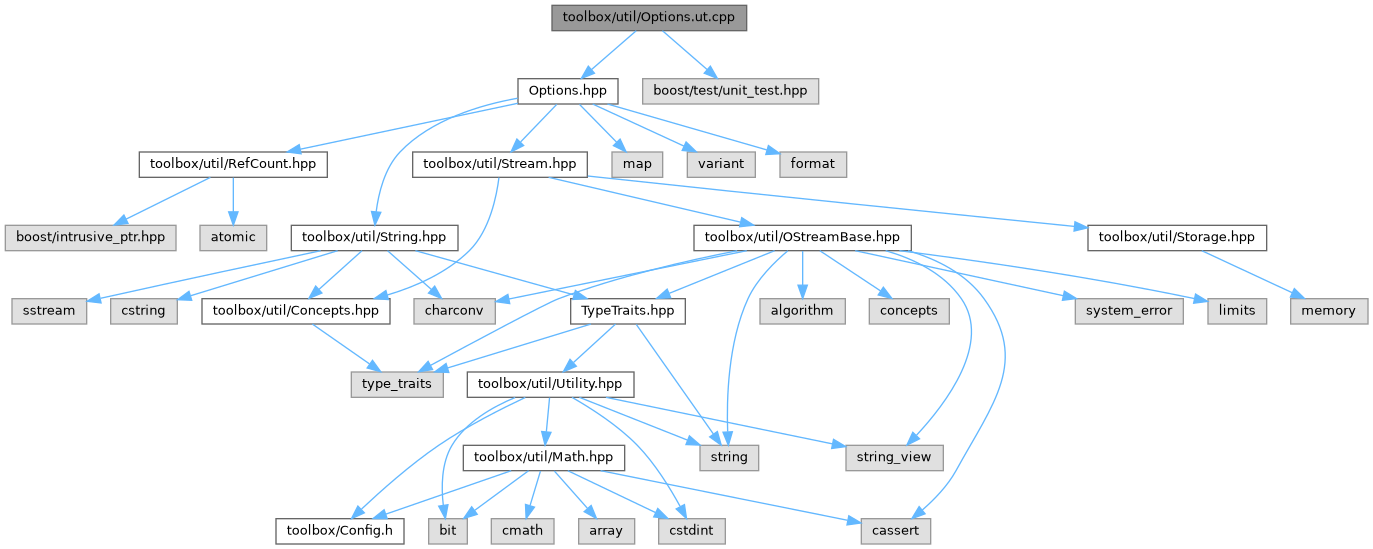 toolbox/util/Options.ut.cpp
Options.hpp
boost/test/unit_test.hpp
toolbox/util/RefCount.hpp
toolbox/util/Stream.hpp
map
variant
format
boost/intrusive_ptr.hpp
atomic
toolbox/util/String.hpp
toolbox/util/OStreamBase.hpp
toolbox/util/Storage.hpp
sstream
cstring
toolbox/util/Concepts.hpp
charconv
TypeTraits.hpp
algorithm
concepts
system_error
limits
memory
type_traits
toolbox/util/Utility.hpp
toolbox/util/Math.hpp
string
string_view
toolbox/Config.h
bit
cmath
array
cstdint
cassert